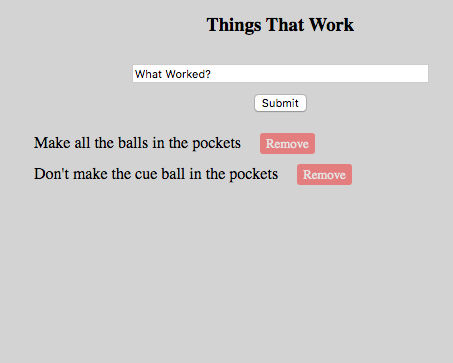 Things That Work
What Worked?
Submit
Make all the balls in the pockets Remove
Don't make the cue ball in the pockets Remove